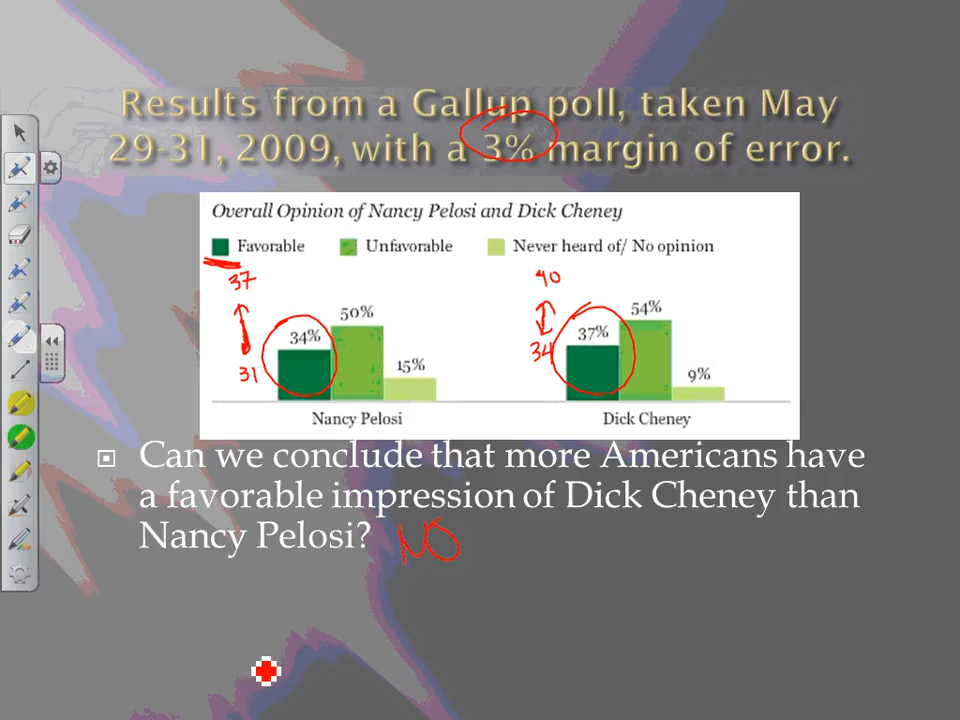 Results from a Gallup poll, taken May
29-31, 2009, with a 3% margin of error.
Overall Opinion of Nancy Pelosi and Dick Cheney
Favorable Unfavorable Never heard of/ No opinion
37 40
34% 50% 15% 37% 54% 9%
31 34
Nancy Pelosi Dick Cheney
Can we conclude that more Americans have
a favorable impression of Dick Cheney than
Nancy Pelosi? NO